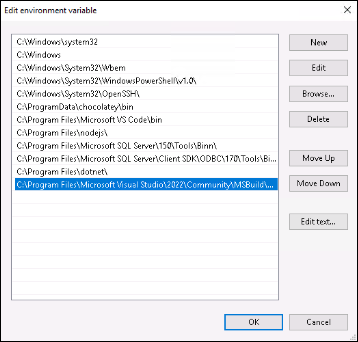 Edit environment variable
C:\Windows\system32
C:\Windows
C:\Windows\System32\Wbem
C:\Windows\System32\WindowsPowerShell\v1.0\
C:\Windows\System32\OpenSSH\
C:\ProgramData\chocolatey\bin
C:\Program Files\Microsoft VS Code\bin
C:\Program Files\nodejs\
C:\Program Files\Microsoft SQL Server\150\Tools\Binn\
C:\Program Files\Microsoft SQL Server\Client SDK\ODBC\170\Tools\Bi...
C:\Program Files\dotnet\
C:\Program Files\Microsoft Visual Studio\2022\Community\MSBuild\...
New
Edit
Browse...
Delete
Move Up
Move Down
Edit text...
OK
Cancel